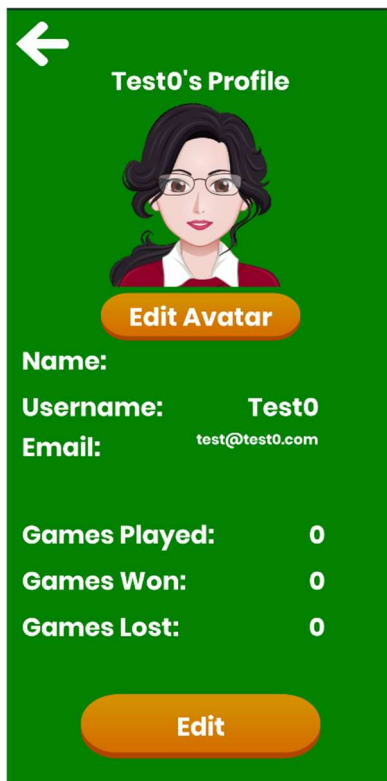 Test0's Profile
Edit Avatar
Name:
Username: Test0
Email: test@test0.com
Games Played: 0
Games Won: 0
Games Lost: 0
Edit